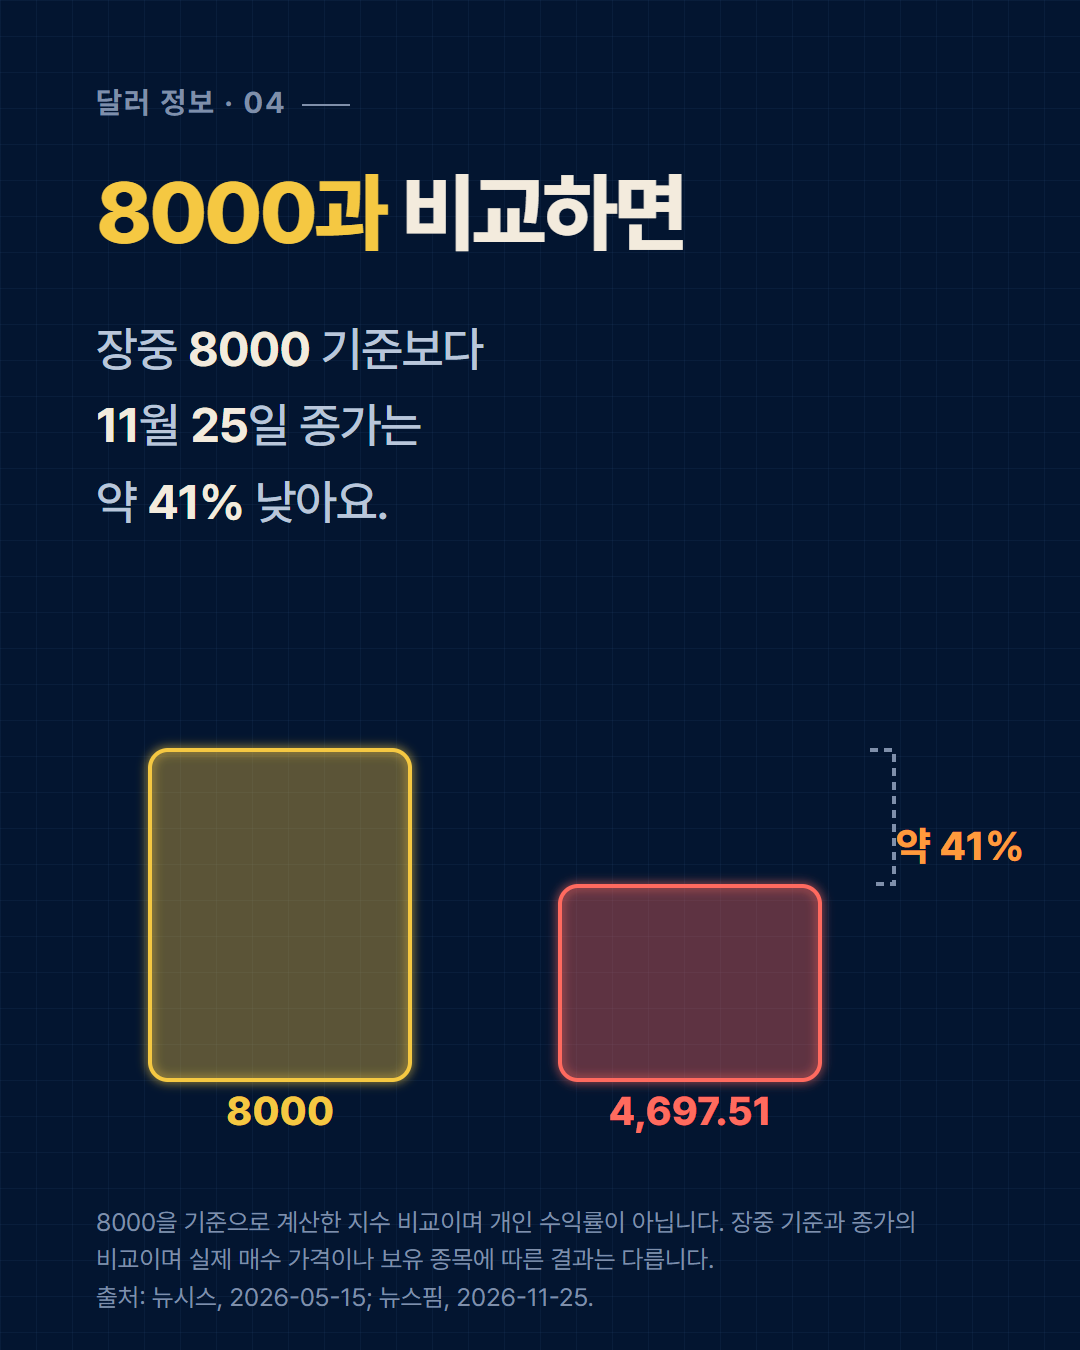 달러 정보 · 04
8000과 비교하면
장중 8000 기준보다
11월 25일 종가는
약 41% 낮아요.
약 41%
8000
4,697.51
8000을 기준으로 계산한 지수 비교이며 개인 수익률이 아닙니다. 장중 기준과 종가의
비교이며 실제 매수 가격이나 보유 종목에 따른 결과는 다릅니다.
출처: 뉴시스, 2026-05-15; 뉴스핌, 2026-11-25.